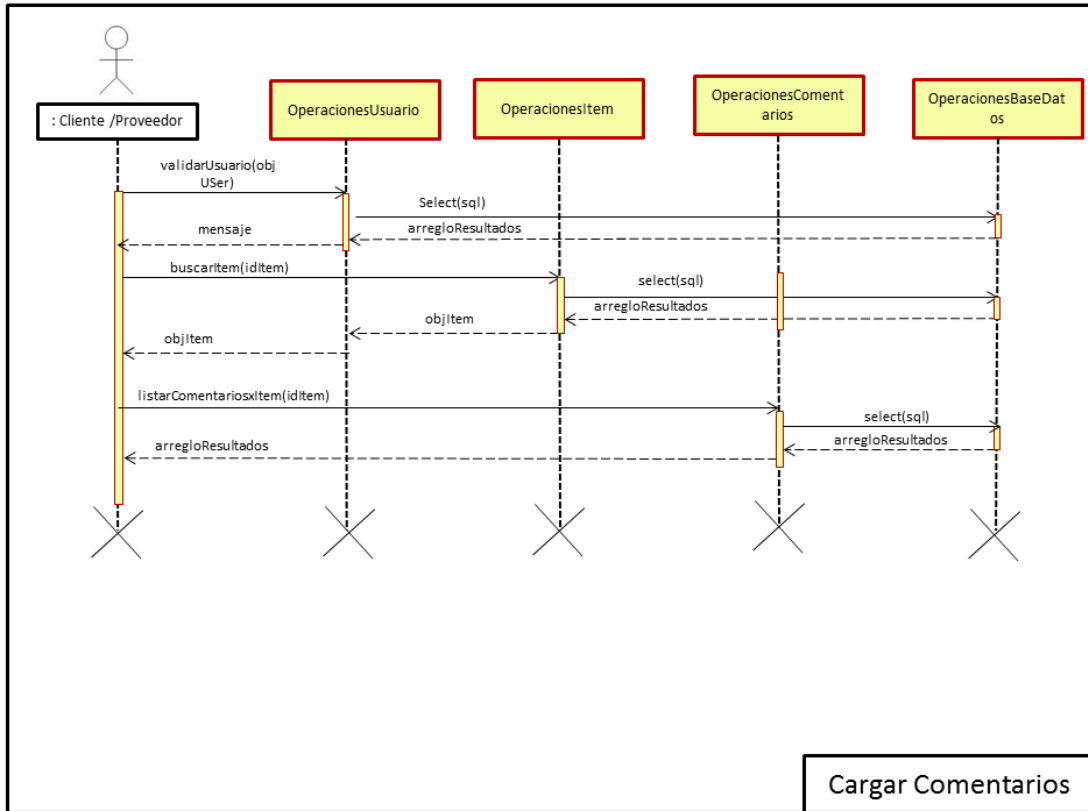 : Cliente /Proveedor
OperacionesUsuario
OperacionesItem
OperacionesComent
arios
OperacionesBaseDat
os
validarUsuario(obj
USer)
Select(sql)
arregloResultados
mensaje
buscarItem(idItem)
select(sql)
arregloResultados
objItem
objItem
listarComentariosxItem(idItem)
select(sql)
arregloResultados
arregloResultados
Cargar Comentarios